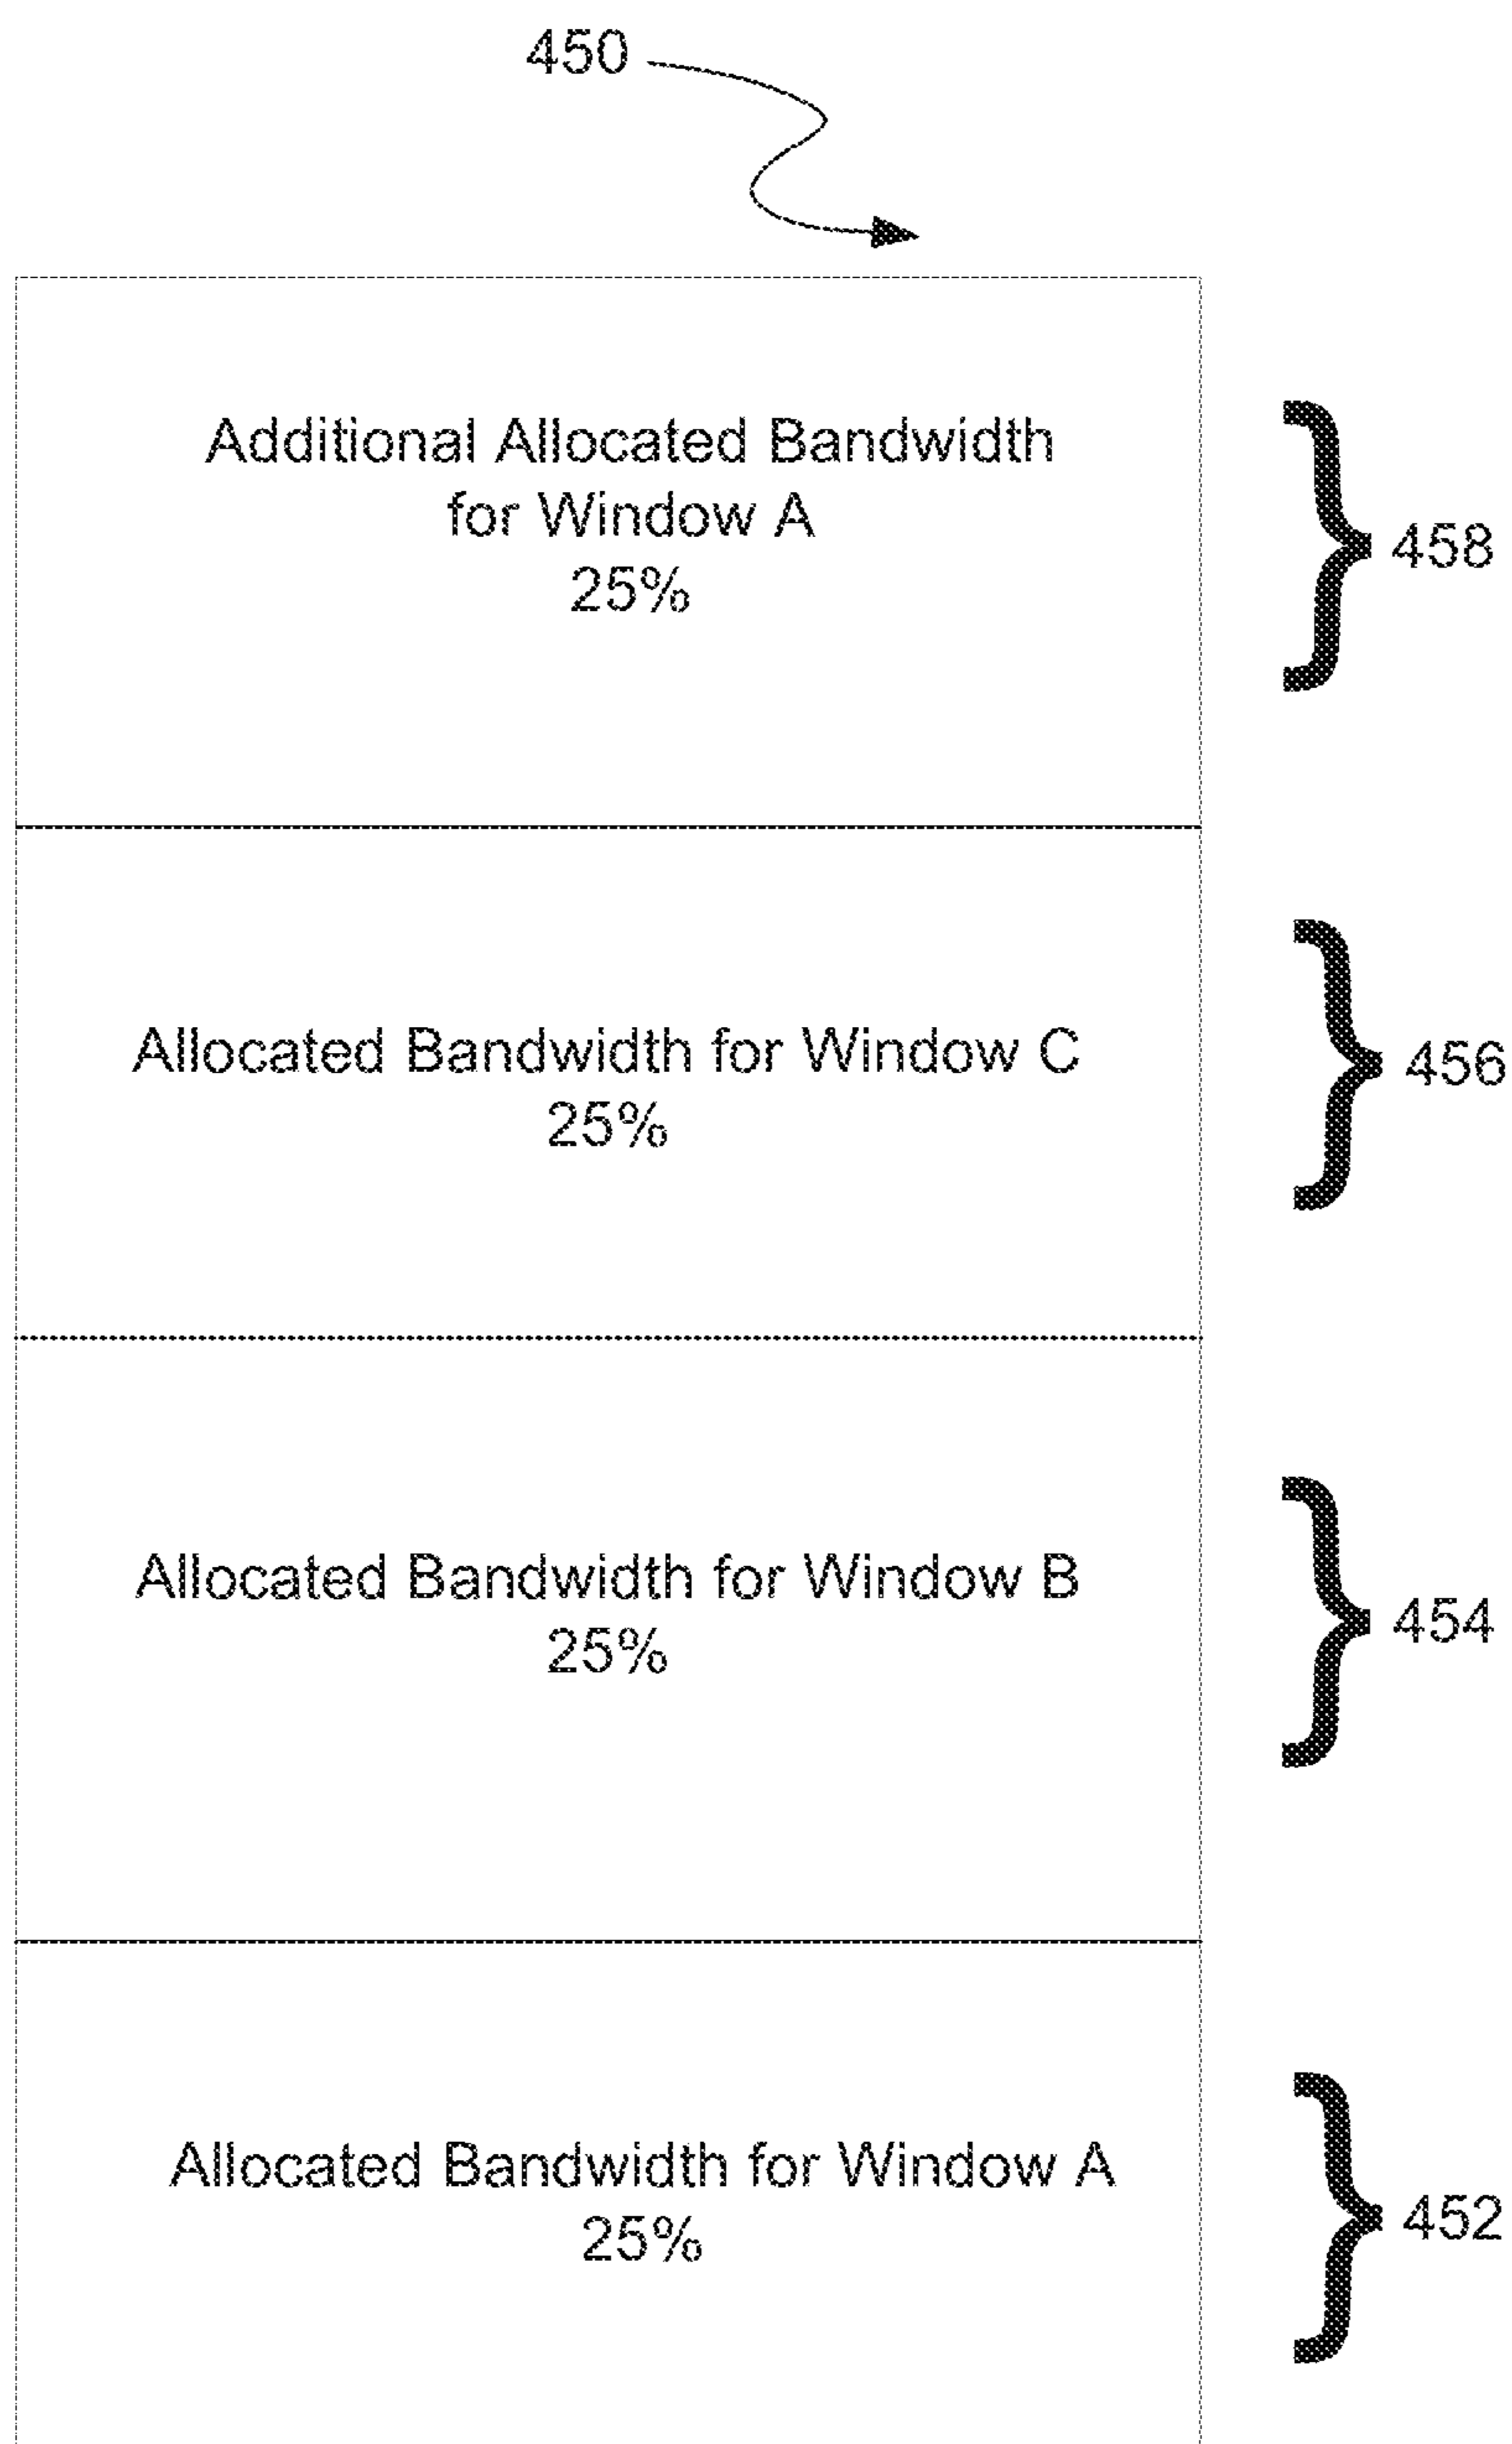 450
Additional Allocated Bandwidth
for Window A
25%
458
Allocated Bandwidth for Window C
25%
456
Allocated Bandwidth for Window B
25%
454
Allocated Bandwidth for Window A
25%
452